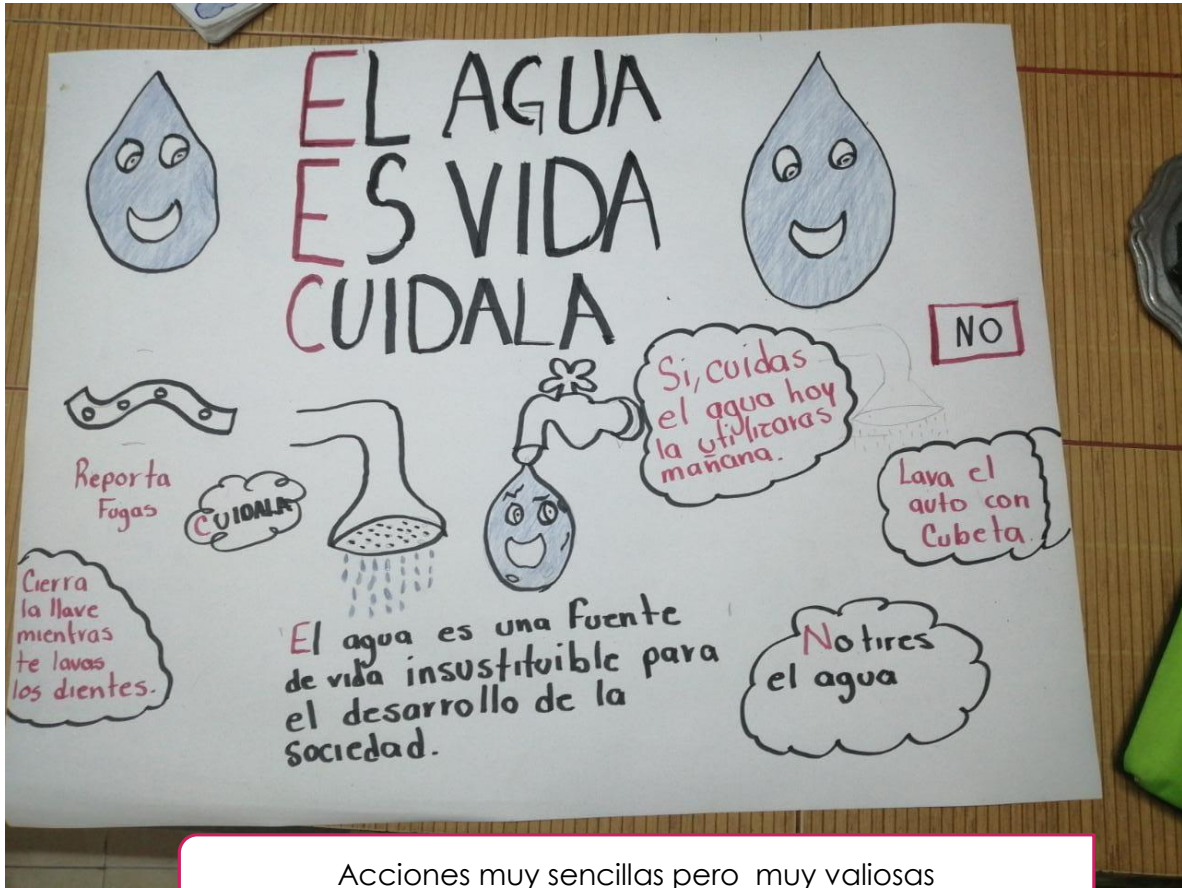 EL AGUA
ES VIDA
CUIDALA
NO
Si, cuidas
el agua hoy
la utilizaras
mañana.
Reporta
Fugas
CUIDALA
Lava el
auto con
Cubeta.
Cierra
la llave
mientras
te lavas
los dientes.
El agua es una fuente
de vida insustituible para
el desarrollo de la
sociedad.
No tires
el agua
Acciones muy sencillas pero muy valiosas